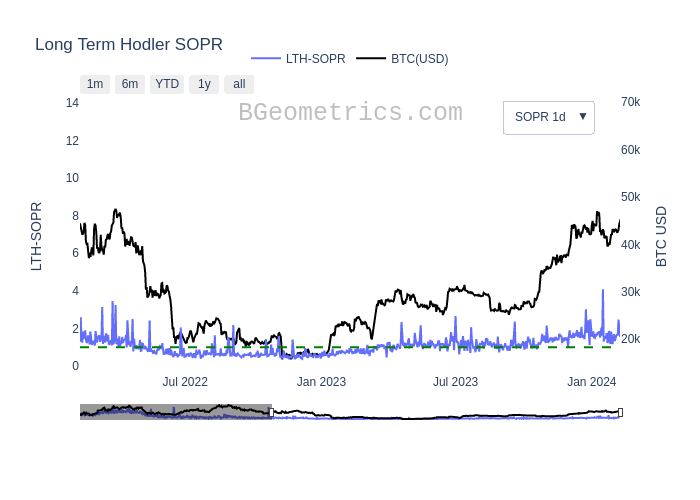 Long Term Hodler SOPR
LTH-SOPR BTC(USD)
1m 6m YTD 1y all
BGeometrics.com
SOPR 1d ▼
14
12
10
8
6
4
2
0
LTH-SOPR
70k
60k
50k
40k
30k
20k
BTC USD
Jul 2022 Jan 2023 Jul 2023 Jan 2024